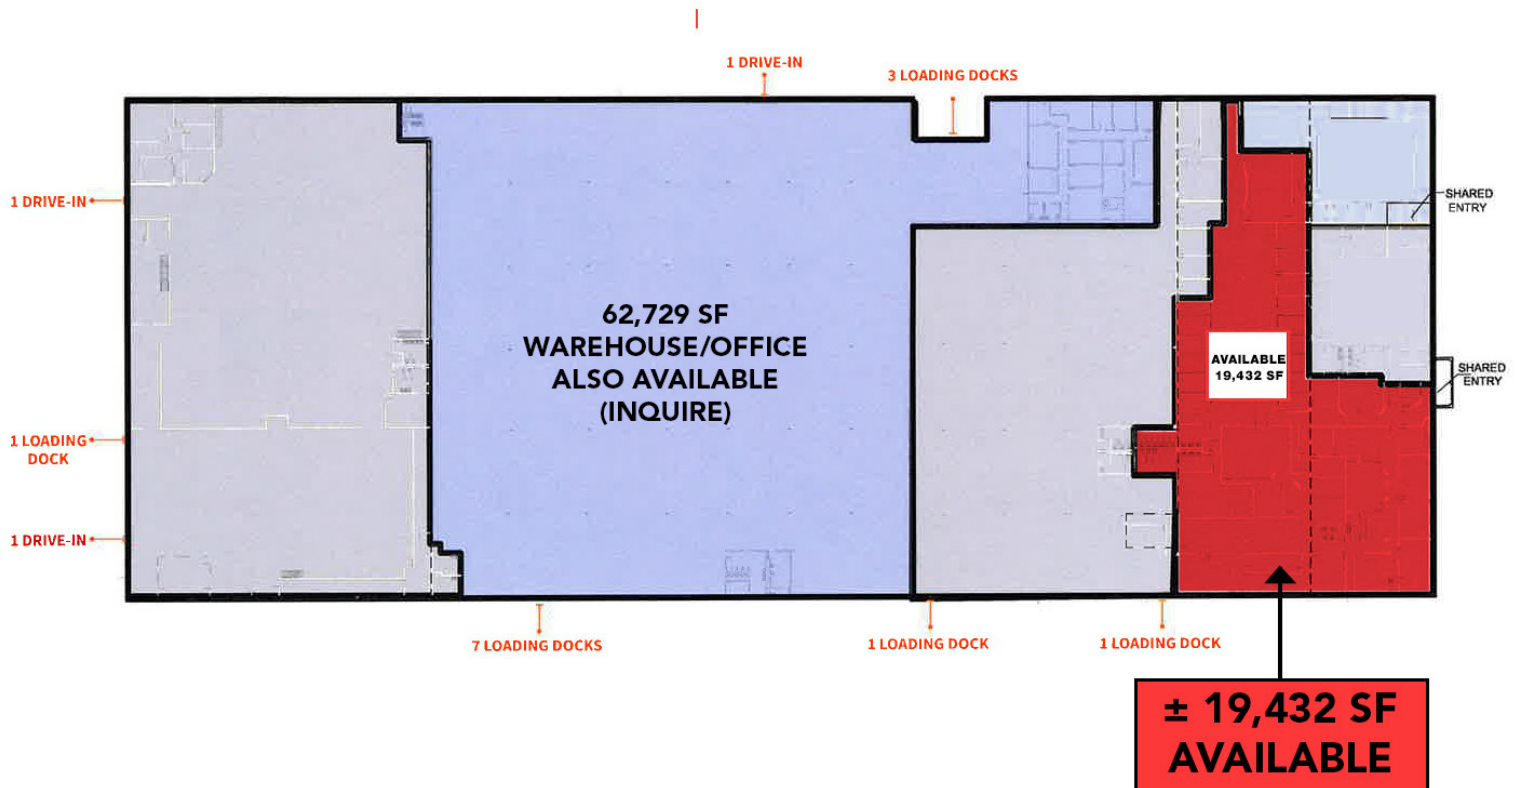 1 DRIVE-IN
3 LOADING DOCKS
1 DRIVE-IN
SHARED
ENTRY
62,729 SF
WAREHOUSE/OFFICE
ALSO AVAILABLE
(INQUIRE)
AVAILABLE
19,432 SF
SHARED
ENTRY
1 LOADING
DOCK
1 DRIVE-IN
7 LOADING DOCKS
1 LOADING DOCK
1 LOADING DOCK
± 19,432 SF
AVAILABLE